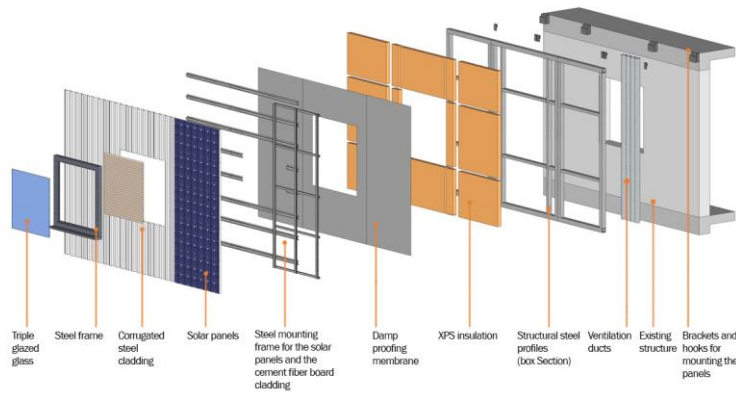 Triple
glazed
glass
Steel frame
Corrugated
steel
cladding
Solar panels
Steel mounting
frame for the solar
panels and the
cement fiber board
cladding
Damp
proofing
membrane
XPS insulation
Structural steel
profiles
(box Section)
Ventilation
ducts
Existing
structure
Brackets and
hooks for
mounting the
panels